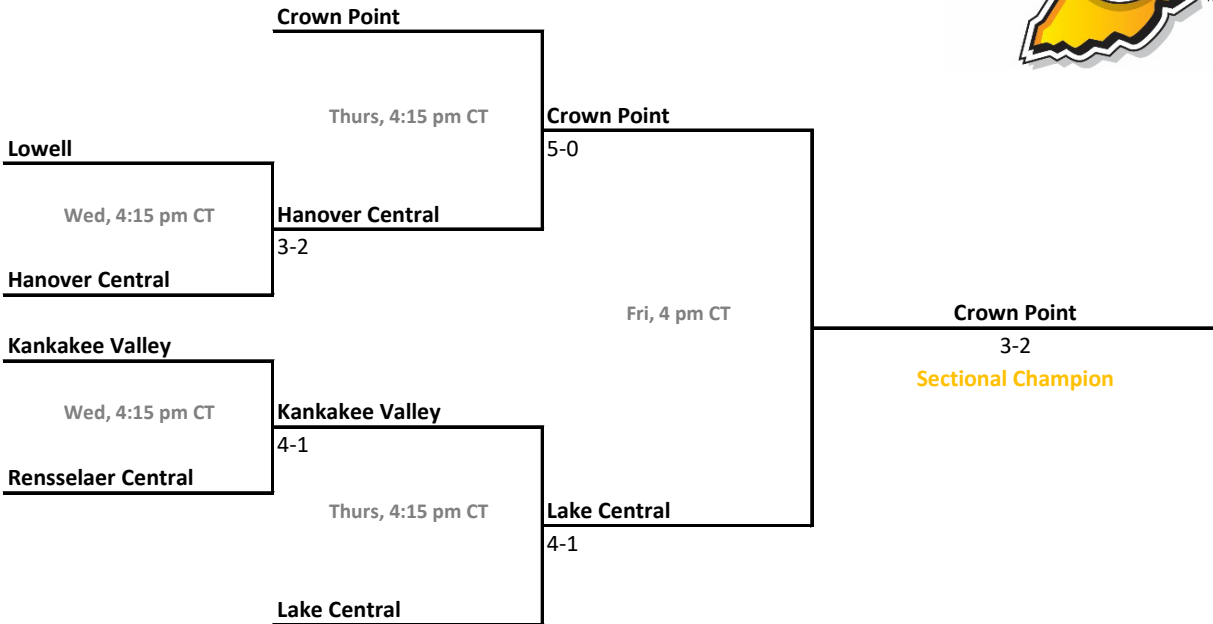 Crown Point
Thurs, 4:15 pm CT
Crown Point
Lowell
5-0
Wed, 4:15 pm CT
Hanover Central
3-2
Hanover Central
Fri, 4 pm CT
Crown Point
Kankakee Valley
3-2
Sectional Champion
Wed, 4:15 pm CT
Kankakee Valley
4-1
Rensselaer Central
Thurs, 4:15 pm CT
Lake Central
4-1
Lake Central